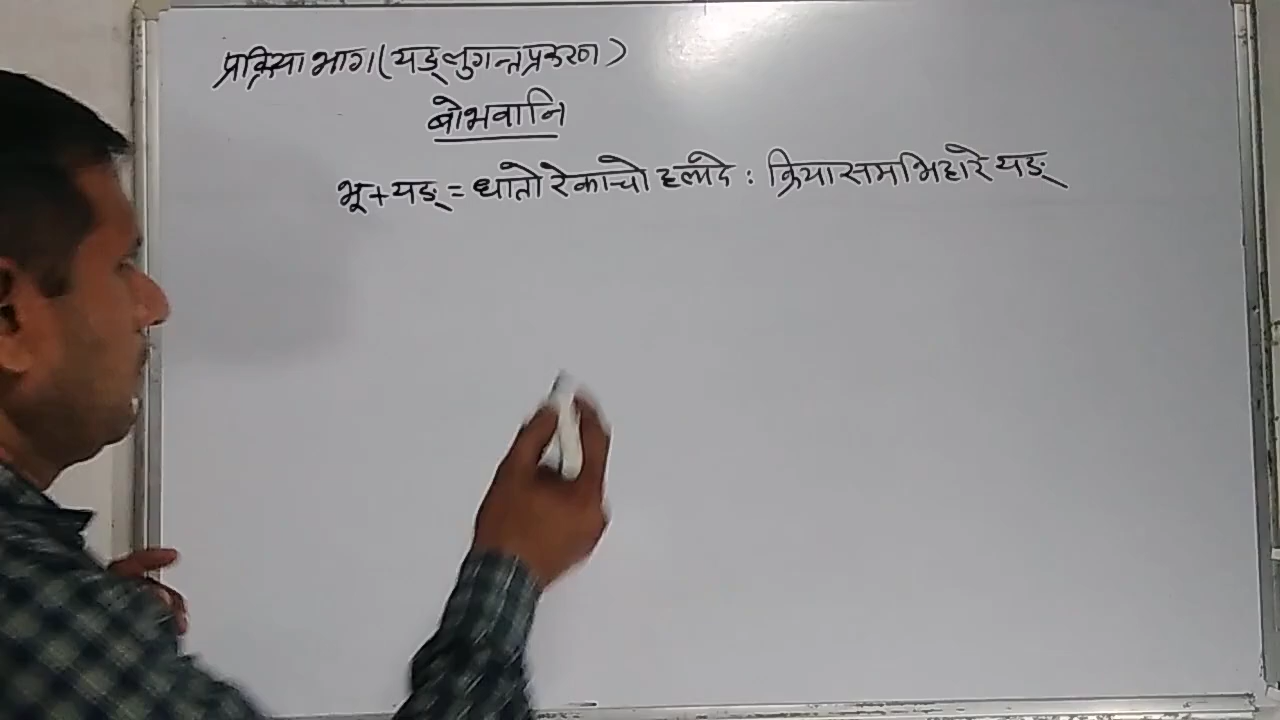 प्रक्रिया भाग (यङ्लुगन्तप्रकरण)
बोभवानि
भू+यङ् = धातो रेकाचो हलादे : क्रियासमभिहारे यङ्